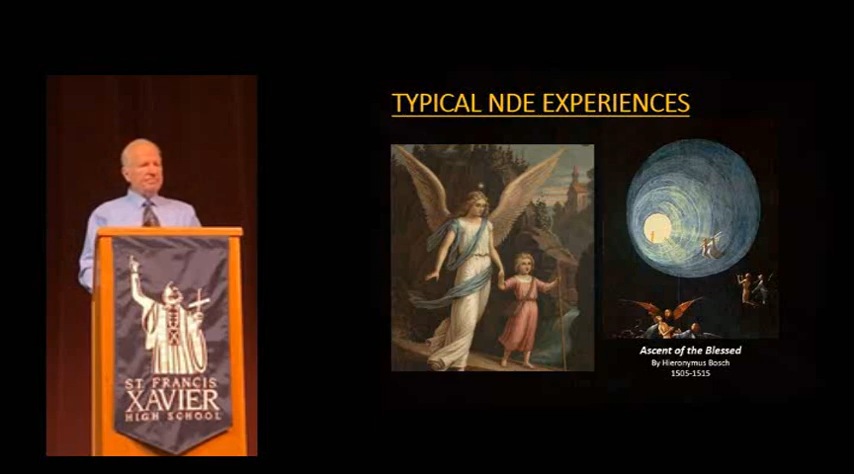 TYPICAL NDE EXPERIENCES
Ascent of the Blessed
By Hieronymus Bosch
1505-1515
ST. FRANCIS
XAVIER
HIGH SCHOOL